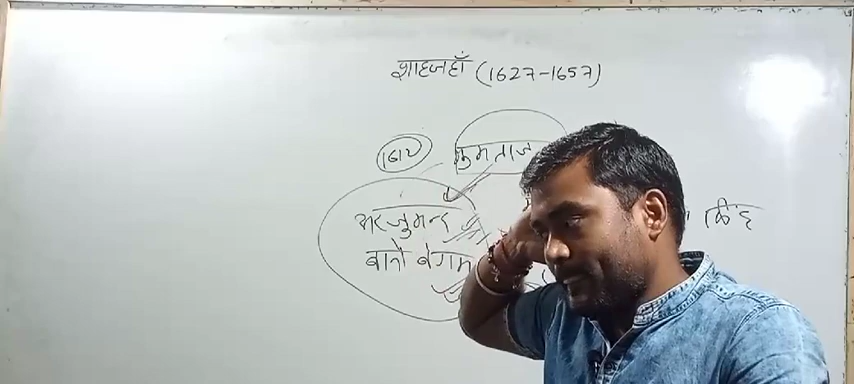 शाहजहाँ (1627-1657)
1612 मुमताज
अरजुमन्द
बानो बेगम